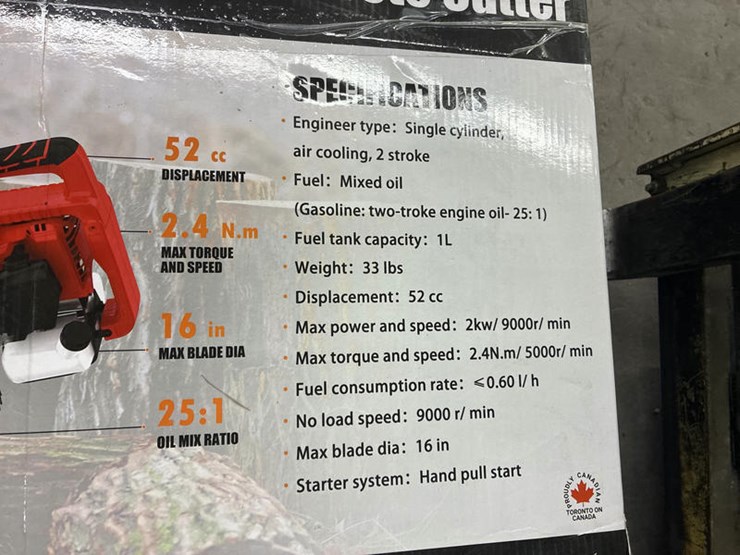 Cutter
SPECIFICATIONS
Engineer type: Single cylinder,
air cooling, 2 stroke
Fuel: Mixed oil
(Gasoline: two-troke engine oil- 25: 1)
Fuel tank capacity: 1L
Weight: 33 lbs
Displacement: 52 cc
Max power and speed: 2kw/ 9000r/ min
Max torque and speed: 2.4N.m/ 5000r/ min
Fuel consumption rate: ≤0.60 l/ h
No load speed: 9000 r/ min
Max blade dia: 16 in
Starter system: Hand pull start
52 cc
DISPLACEMENT
2.4 N.m
MAX TORQUE
AND SPEED
16 in
MAX BLADE DIA
25:1
OIL MIX RATIO
PROUDLY CANADIAN
TORONTO ON
CANADA